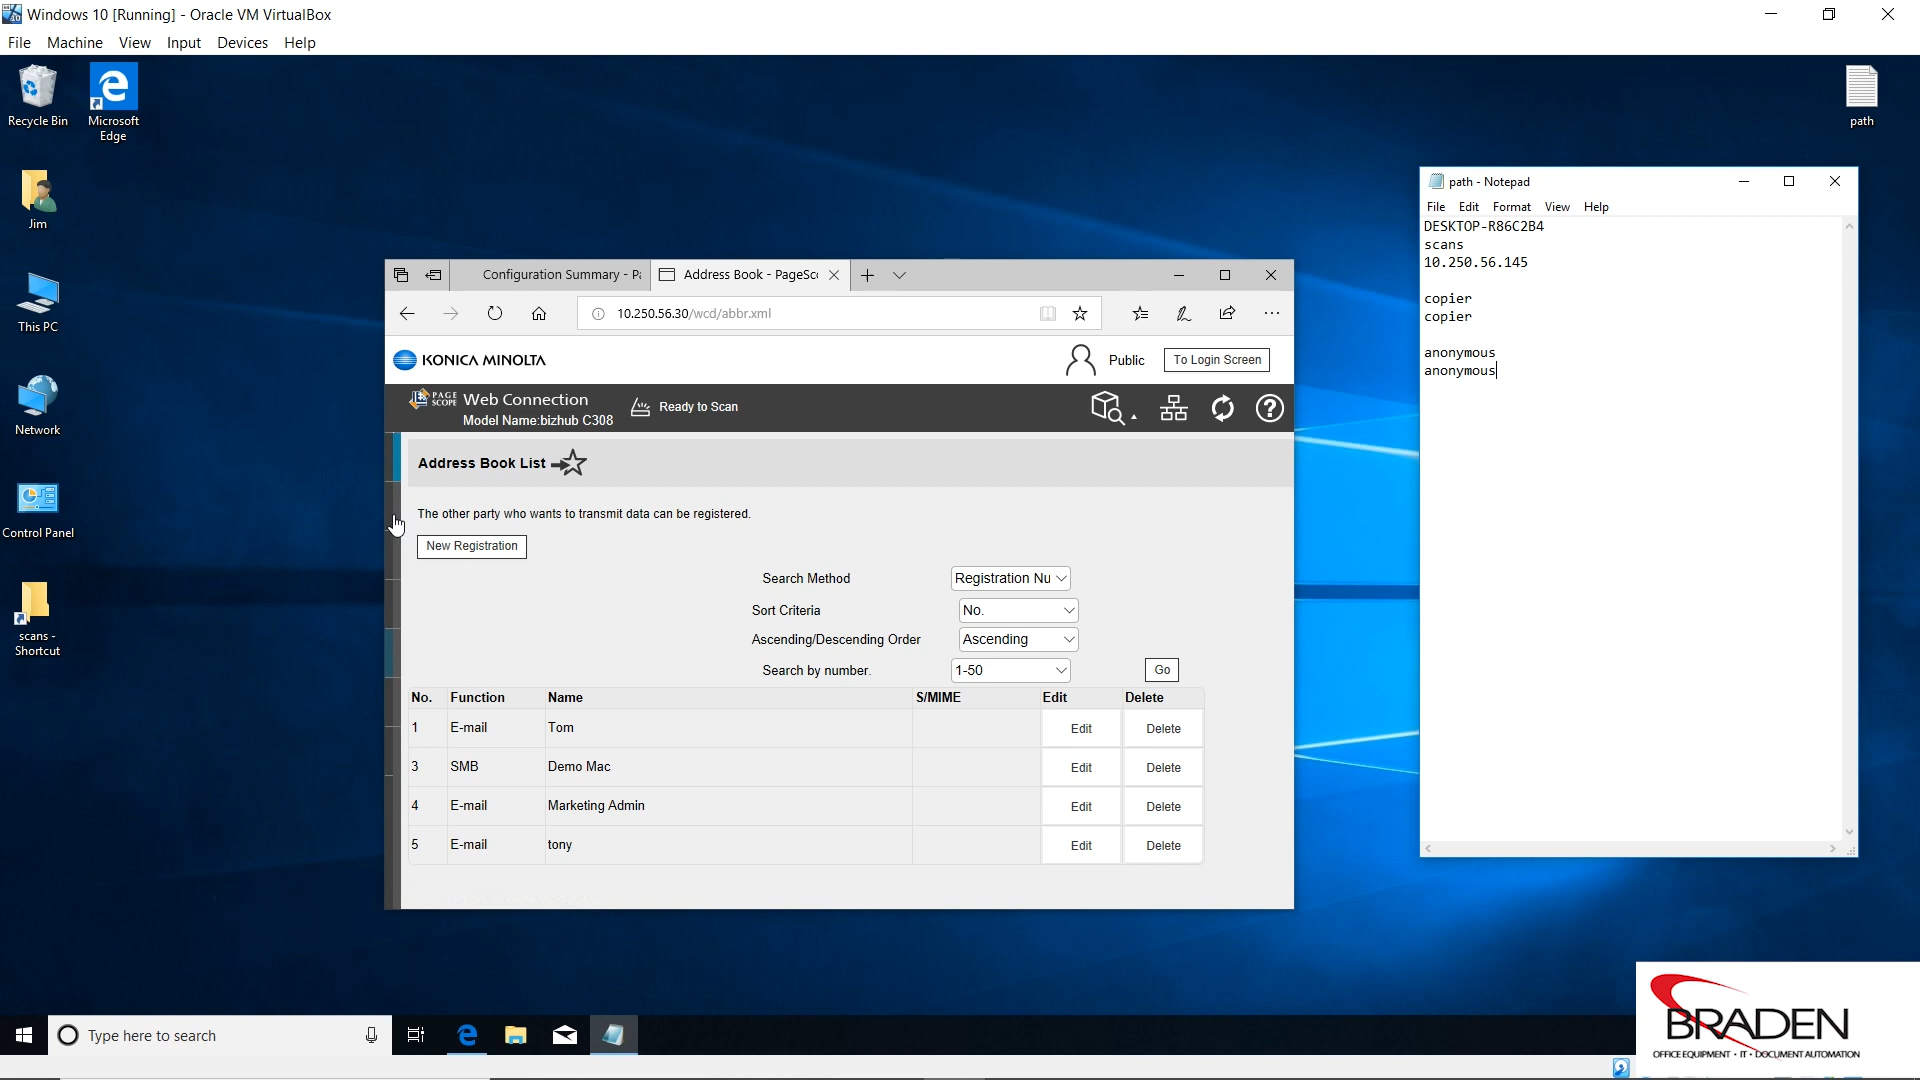 Windows 10 [Running] - Oracle VM VirtualBox
File Machine View Input Devices Help
Recycle Bin
Microsoft
Edge
Jim
This PC
Network
Control Panel
scans -
Shortcut
path
Configuration Summary - Pa
Address Book - PageSco
10.250.56.30/wcd/abbr.xml
KONICA MINOLTA
Public
To Login Screen
PAGE
SCOPE
Web Connection
Model Name:bizhub C308
Ready to Scan
Address Book List
The other party who wants to transmit data can be registered.
New Registration
Search Method Registration Nu
Sort Criteria No.
Ascending/Descending Order Ascending
Search by number. 1-50 Go
No. Function Name S/MIME Edit Delete
1 E-mail Tom Edit Delete
3 SMB Demo Mac Edit Delete
4 E-mail Marketing Admin Edit Delete
5 E-mail tony Edit Delete
path - Notepad
File Edit Format View Help
DESKTOP-R86C2B4
scans
10.250.56.145
copier
copier
anonymous
anonymous
Type here to search
BRADEN
OFFICE EQUIPMENT • IT • DOCUMENT AUTOMATION